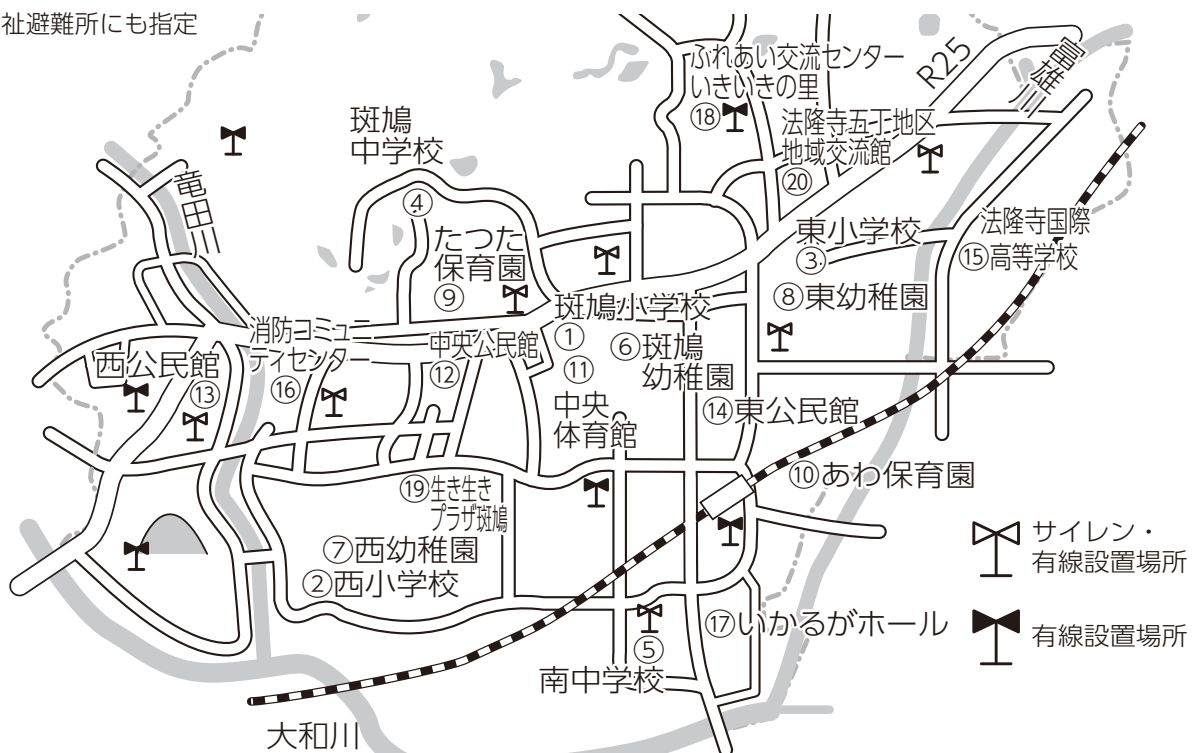 祉避難所にも指定
ふれあい交流センター
いきいきの里
⑱
R25
富雄川
斑鳩
中学校
④
法隆寺五丁地区
地域交流館
⑳
竜田川
たつた
保育園
⑨
東小学校
③
法隆寺国際
⑮高等学校
⑧東幼稚園
斑鳩小学校
①
⑪
中央
体育館
⑥斑鳩
幼稚園
消防コミュニ
ティセンター
⑯
中央公民館
⑫
西公民館
⑬
⑭東公民館
⑩あわ保育園
⑲生き生き
プラザ斑鳩
⑦西幼稚園
②西小学校
サイレン・
有線設置場所
⑰いかるがホール
有線設置場所
⑤
南中学校
大和川